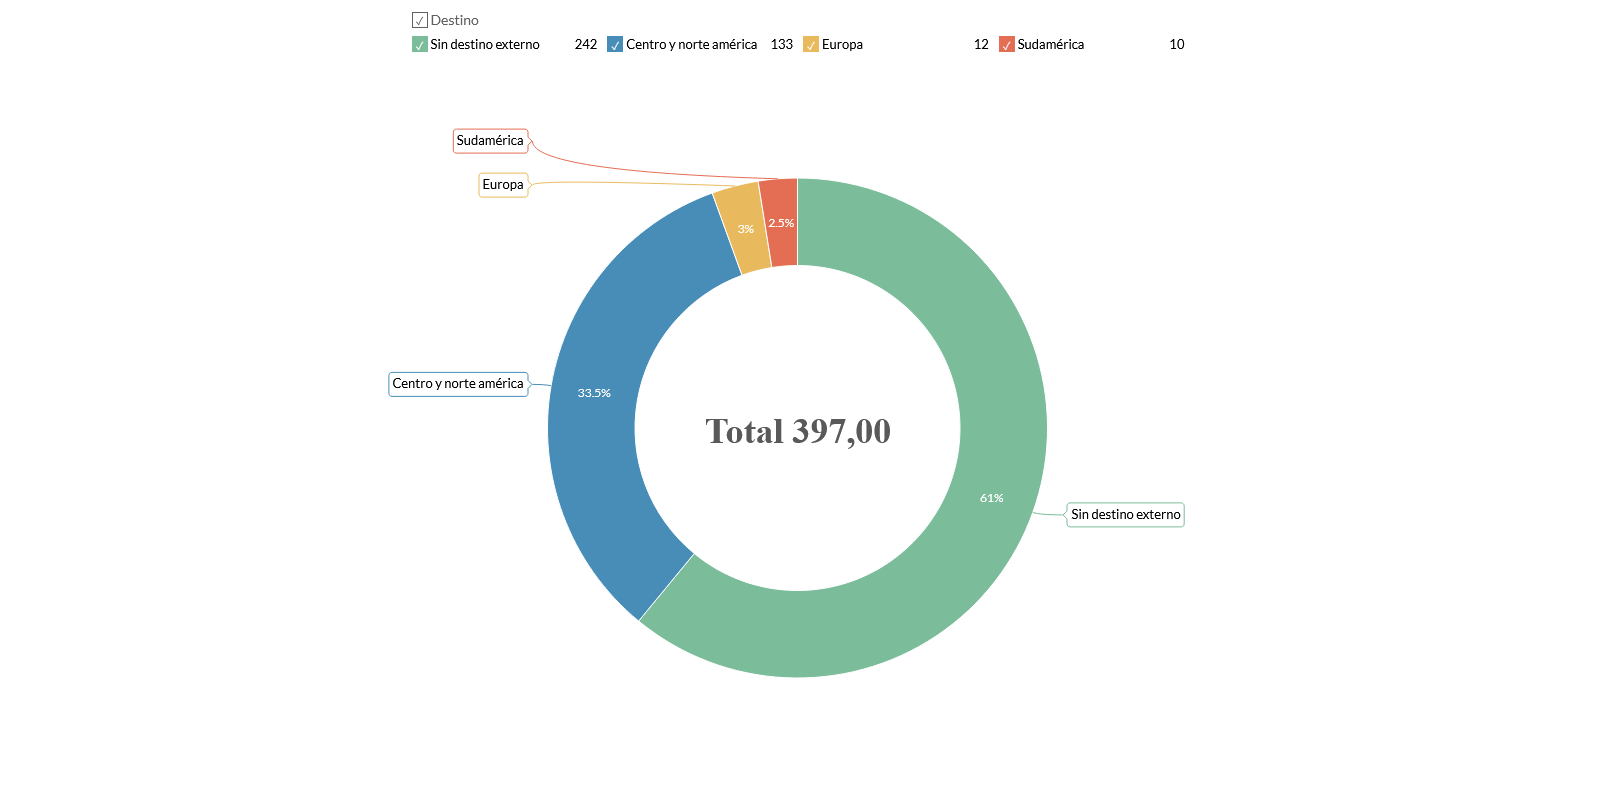 Destino
Sin destino externo 242 Centro y norte américa 133 Europa 12 Sudamérica 10
Sudamérica
Europa
3% 2.5%
Centro y norte américa
33.5%
Total 397,00
61%
Sin destino externo